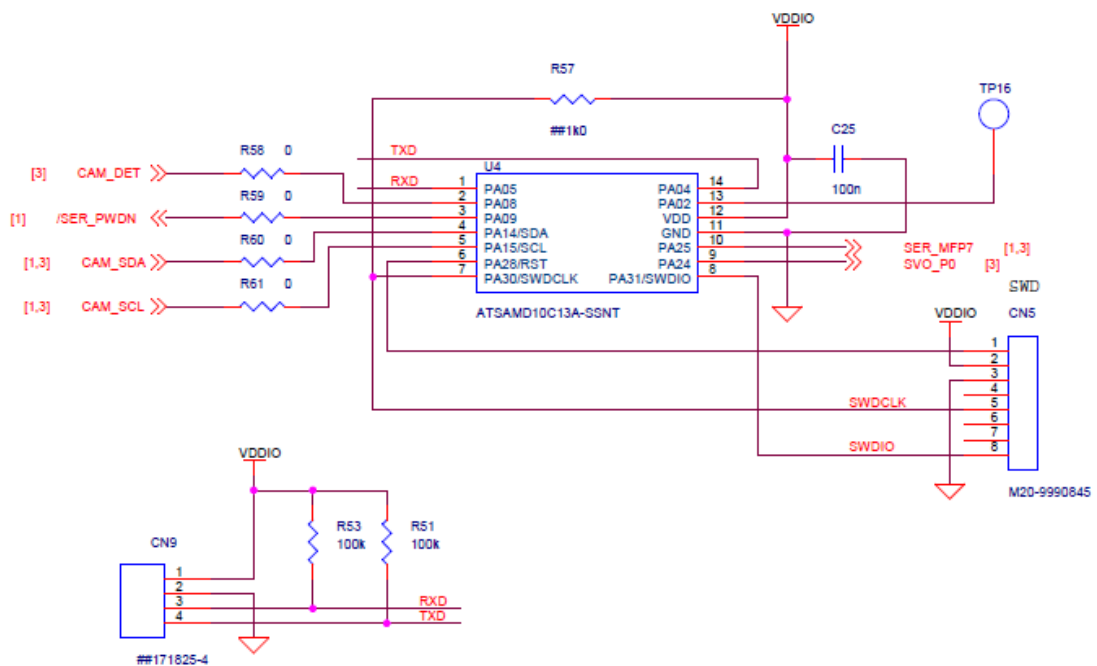 VDDIO
R57
##1k0
TP16
C25
100n
TXD
RXD
U4
R58 0
[3] CAM_DET
R59 0
[1] /SER_PWDN
R60 0
[1,3] CAM_SDA
R61 0
[1,3] CAM_SCL
1 PA05 PA04 14
2 PA08 PA02 13
3 PA09 VDD 12
4 PA14/SDA GND 11
5 PA15/SCL PA25 10
6 PA28/RST PA24 9
7 PA30/SWDCLK PA31/SWDIO 8
ATSAMD10C13A-SSNT
SER_MFP7 [1,3]
SVO_P0 [3]
SWD
CN5
VDDIO
1
2
3
4
SWDCLK 5
6
7
SWDIO 8
M20-9990845
VDDIO
R53 R51
100k 100k
CN9
1
2
3 RXD
4 TXD
##171825-4